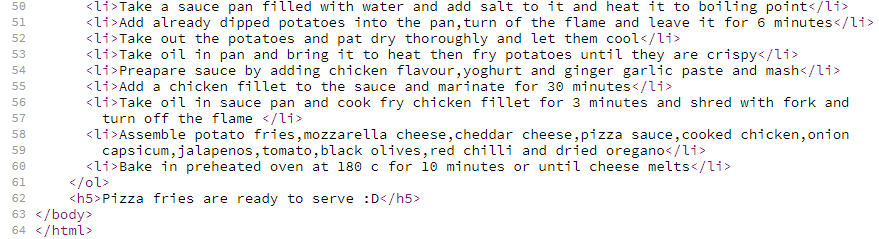 50 <li>Take a sauce pan filled with water and add salt to it and heat it to boiling point</li>
51 <li>Add already dipped potatoes into the pan,turn of the flame and leave it for 6 minutes</li>
52 <li>Take out the potatoes and pat dry thoroughly and let them cool</li>
53 <li>Take oil in pan and bring it to heat then fry potatoes until they are crispy</li>
54 <li>Preapare sauce by adding chicken flavour,yoghurt and ginger garlic paste and mash</li>
55 <li>Add a chicken fillet to the sauce and marinate for 30 minutes</li>
56 <li>Take oil in sauce pan and cook fry chicken fillet for 3 minutes and shred with fork and
57 turn off the flame </li>
58 <li>Assemble potato fries,mozzarella cheese,cheddar cheese,pizza sauce,cooked chicken,onion
59 capsicum,jalapenos,tomato,black olives,red chilli and dried oregano</li>
60 <li>Bake in preheated oven at 180 c for 10 minutes or until cheese melts</li>
61 </ol>
62 <h5>Pizza fries are ready to serve :D</h5>
63 </body>
64 </html>